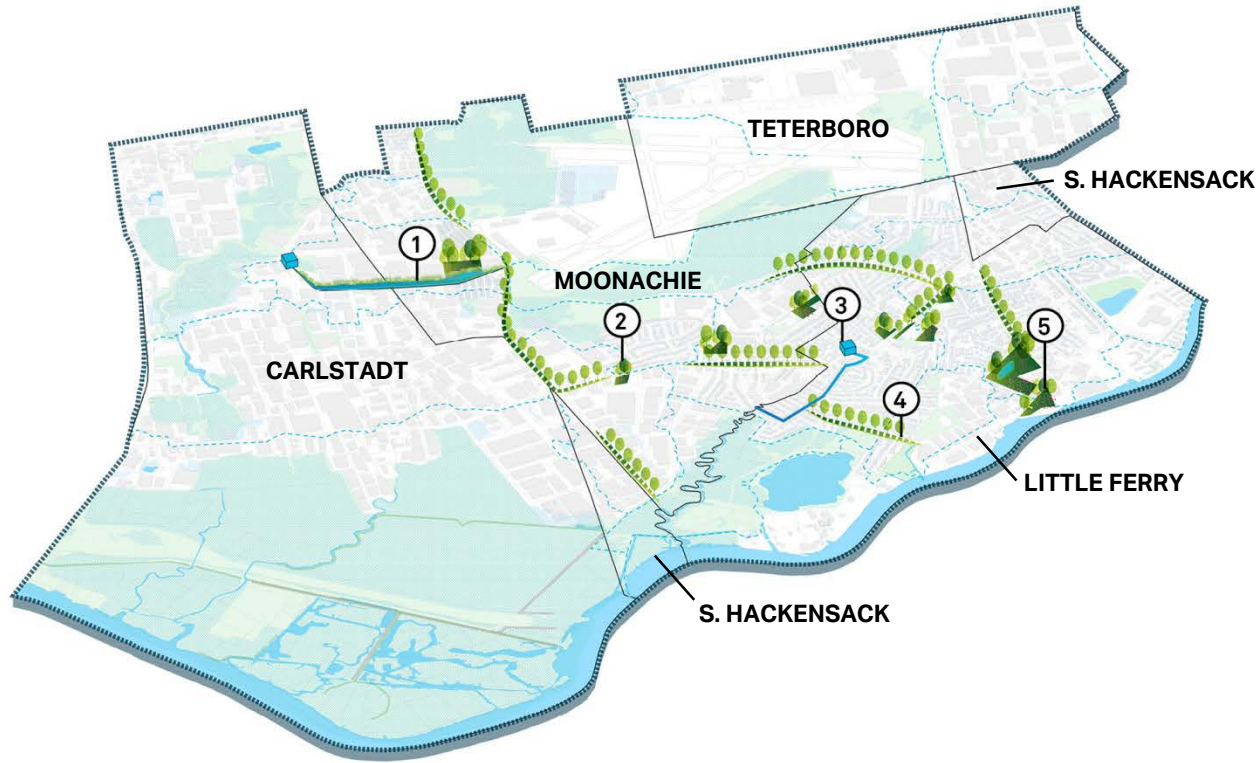 TETERBORO
S. HACKENSACK
1
MOONACHIE
2
3
5
CARLSTADT
4
LITTLE FERRY
S. HACKENSACK